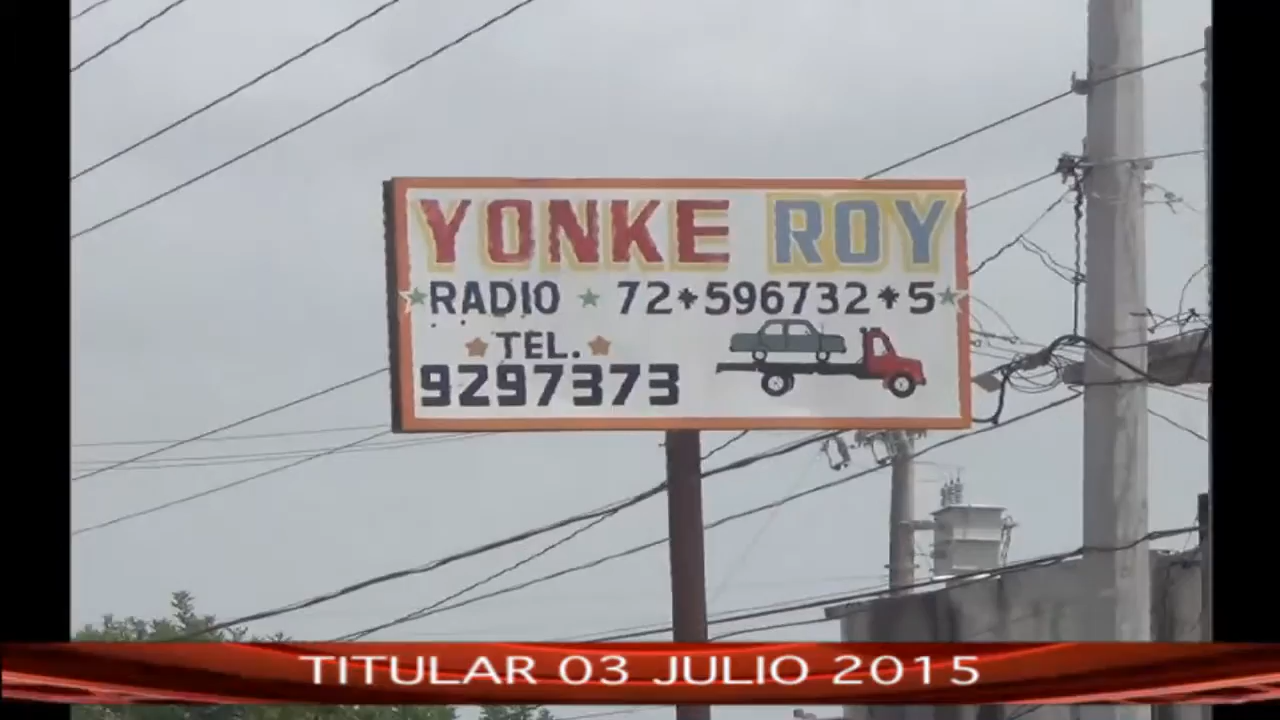 YONKE ROY
RADIO 72*596732*5
TEL.
9297373
TITULAR 03 JULIO 2015